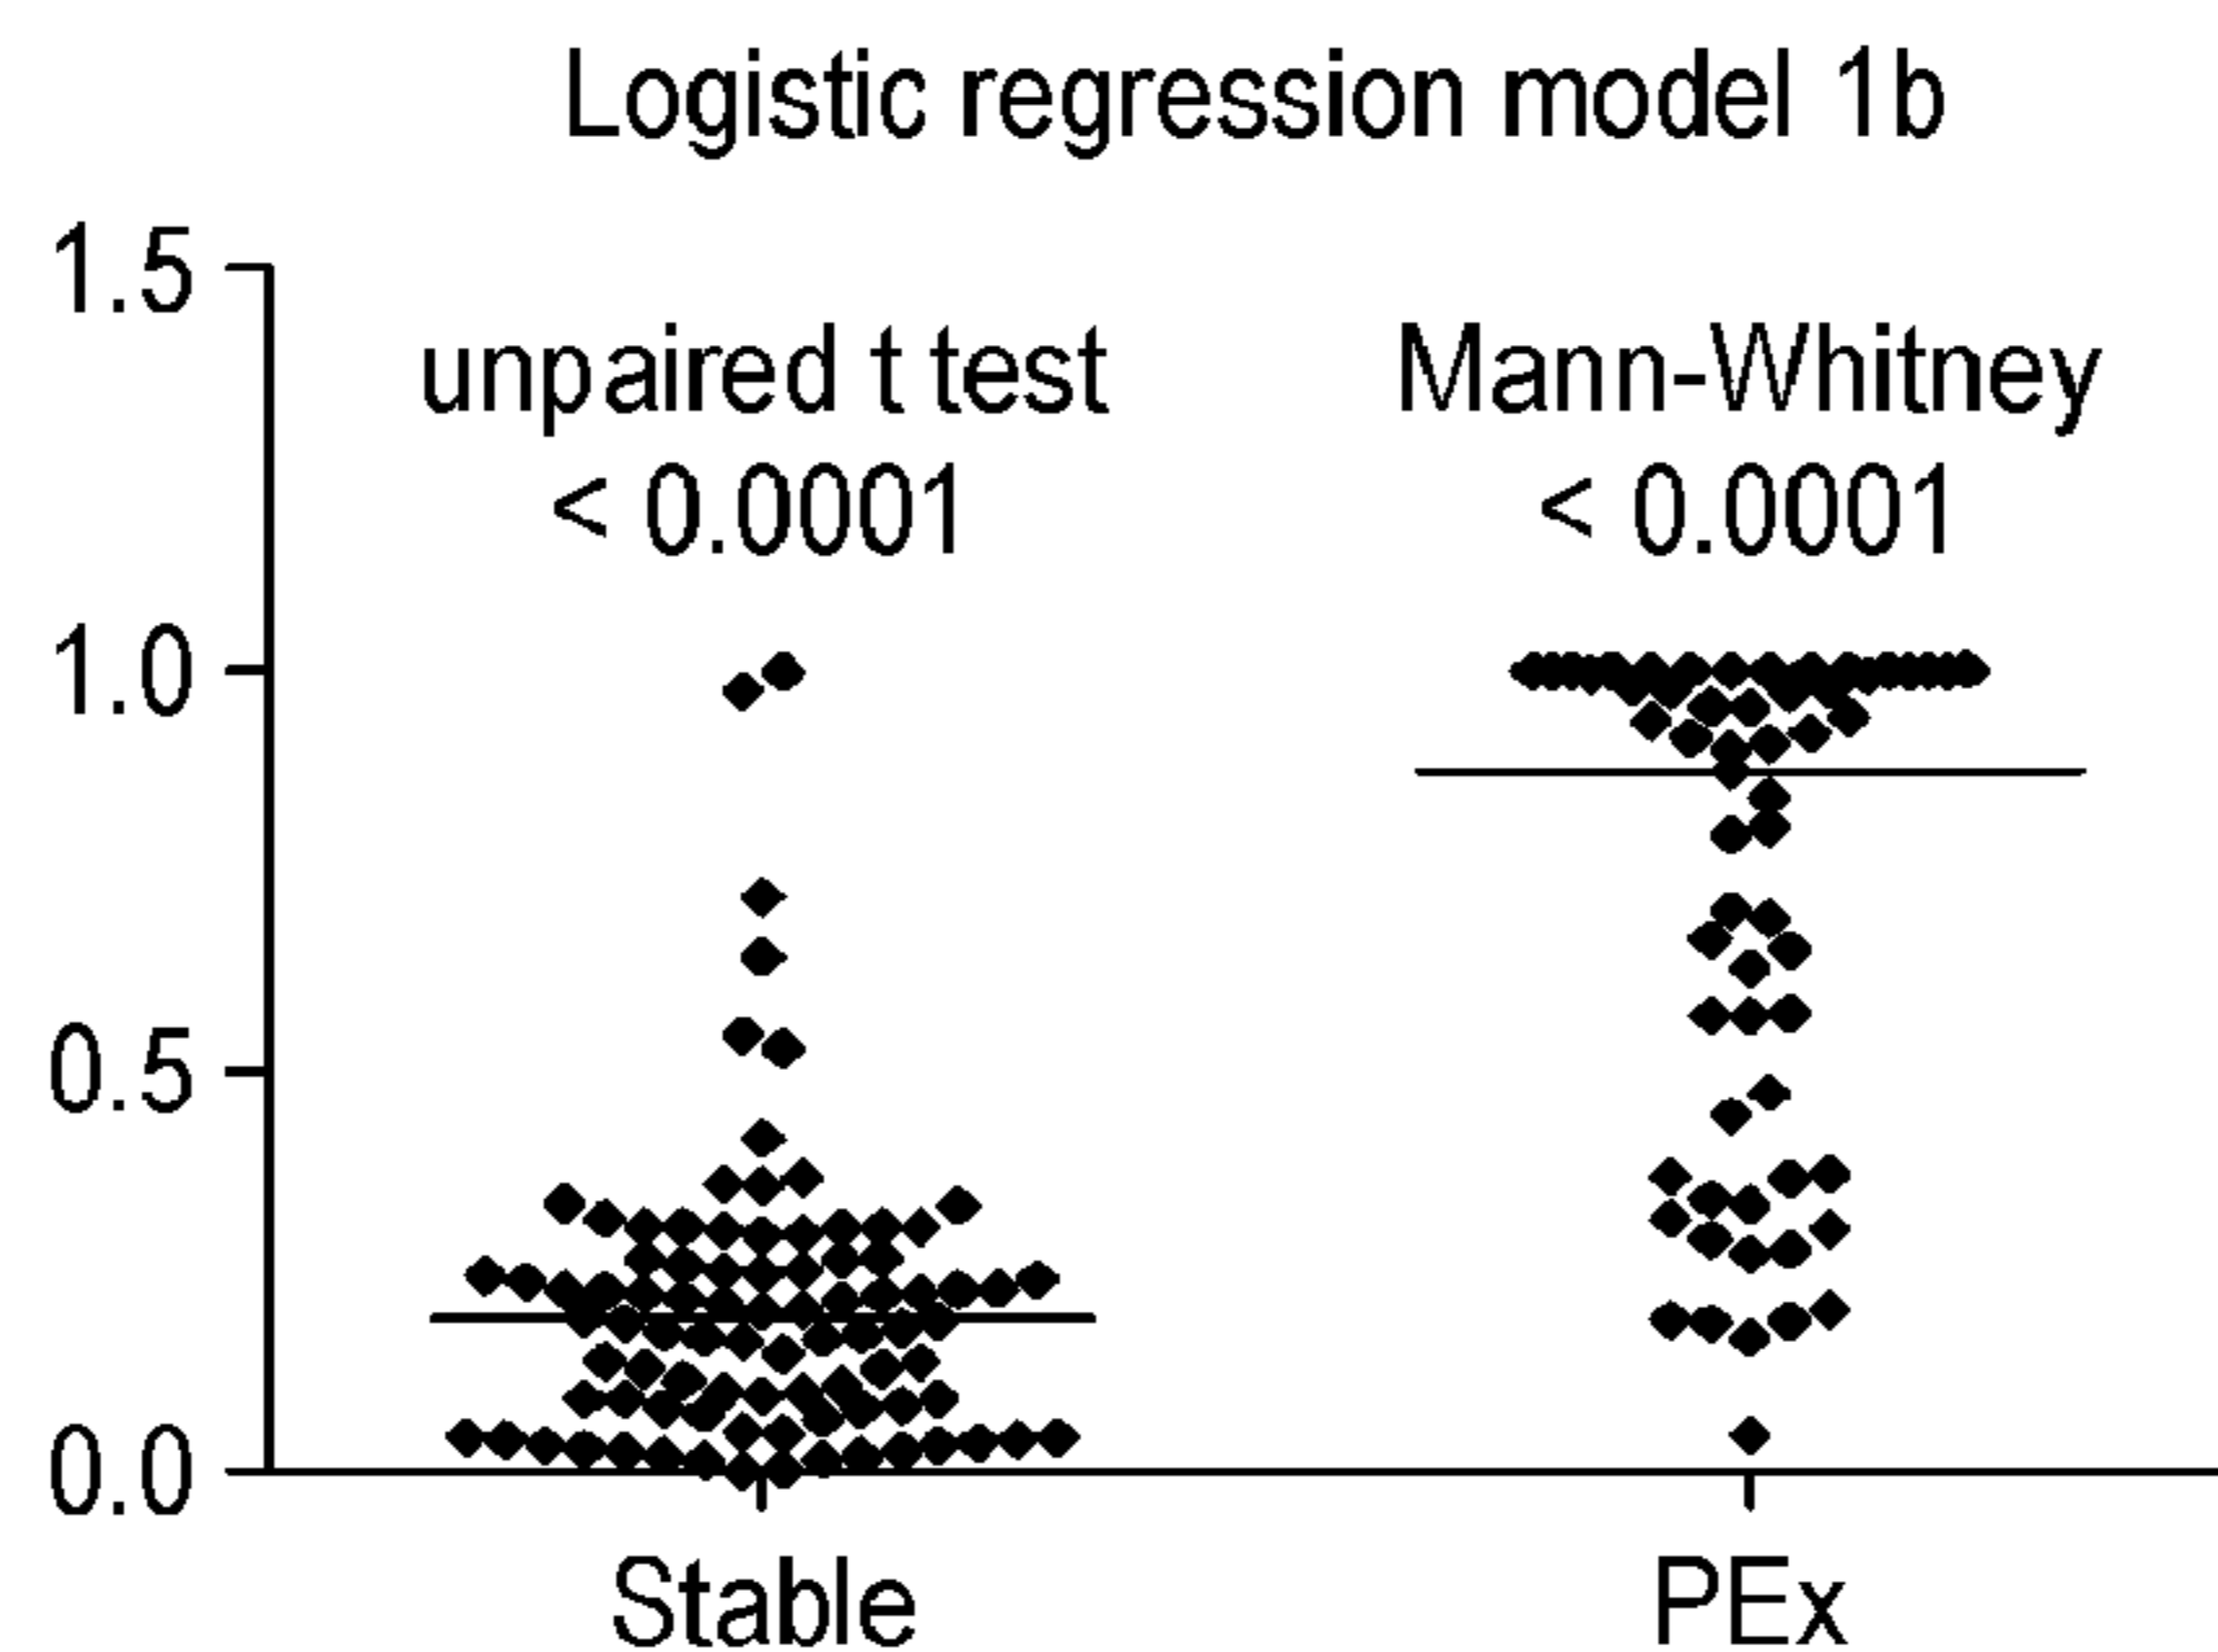 Logistic regression model 1b
1.5
unpaired t test
< 0.0001
Mann-Whitney
< 0.0001
1.0
0.5
0.0
Stable
PEx